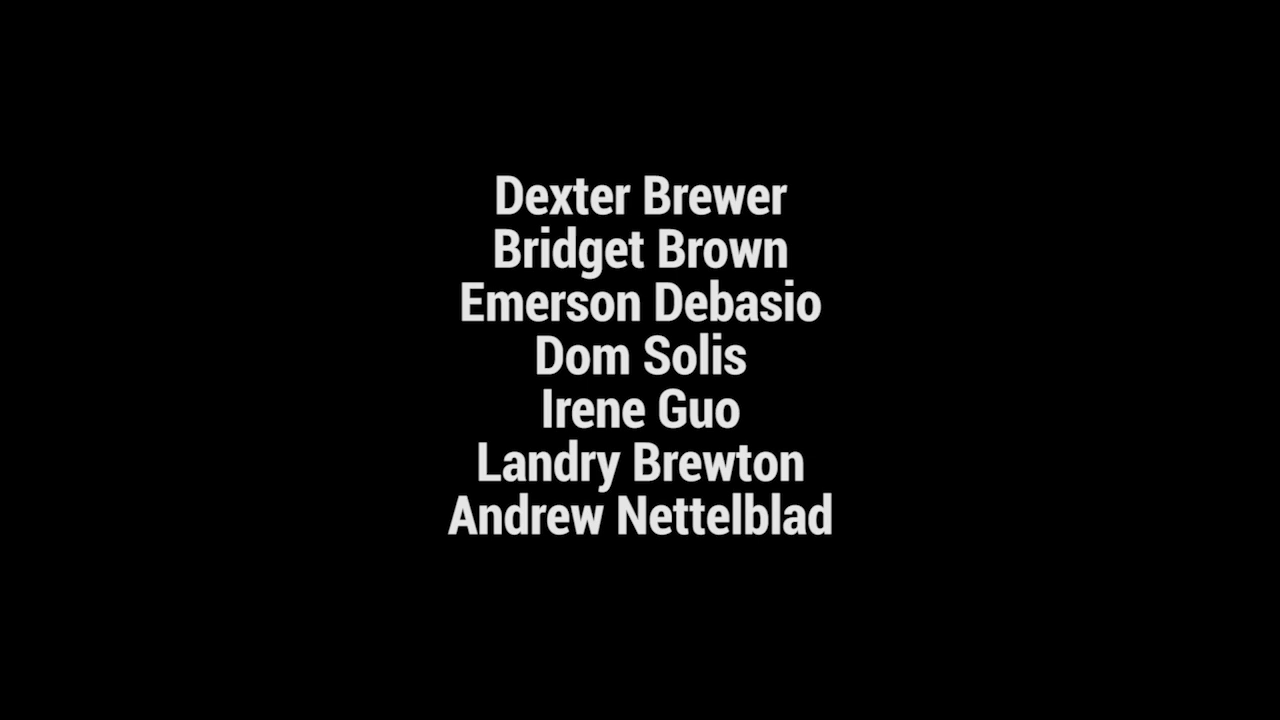 Dexter Brewer
Bridget Brown
Emerson Debasio
Dom Solis
Irene Guo
Landry Brewton
Andrew Nettelblad